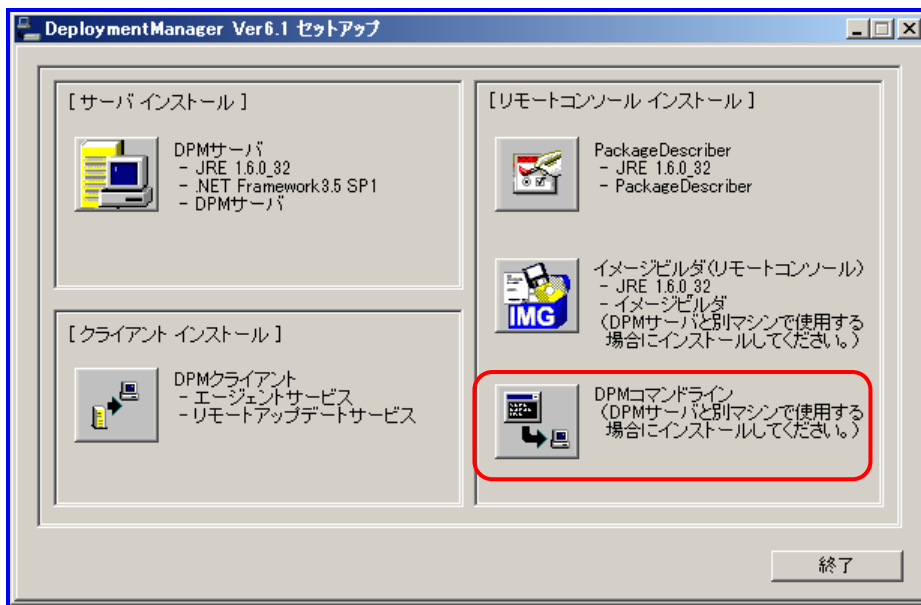 DeploymentManager Ver6.1 セットアップ
[ サーバ インストール ]
DPMサーバ
- JRE 1.6.0_32
- .NET Framework3.5 SP1
- DPMサーバ
[ クライアント インストール ]
DPMクライアント
- エージェントサービス
- リモートアップデートサービス
[ リモートコンソール インストール ]
PackageDescriber
- JRE 1.6.0_32
- PackageDescriber
IMG
イメージビルダ(リモートコンソール)
- JRE 1.6.0_32
- イメージビルダ
(DPMサーバと別マシンで使用する
場合にインストールしてください。)
DPMコマンドライン
(DPMサーバと別マシンで使用する
場合にインストールしてください。)
終了